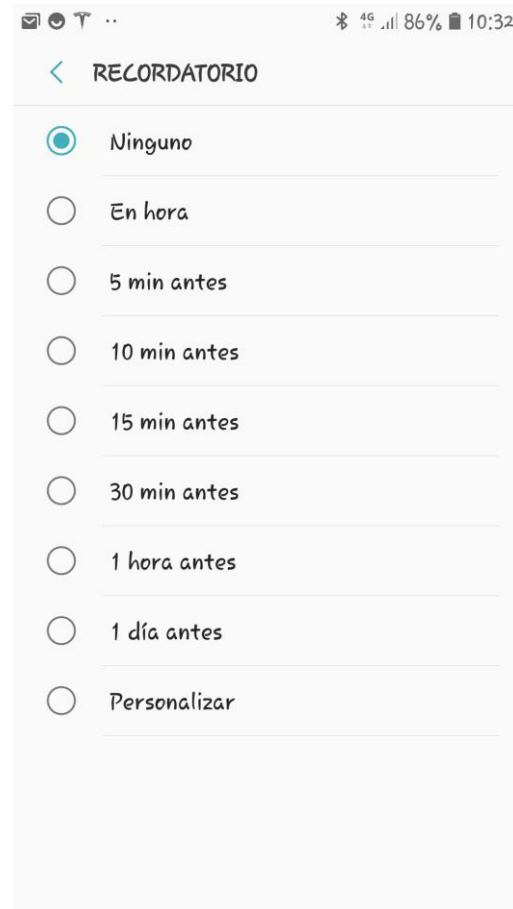 4G 86% 10:32
RECORDATORIO
Ninguno
En hora
5 min antes
10 min antes
15 min antes
30 min antes
1 hora antes
1 día antes
Personalizar